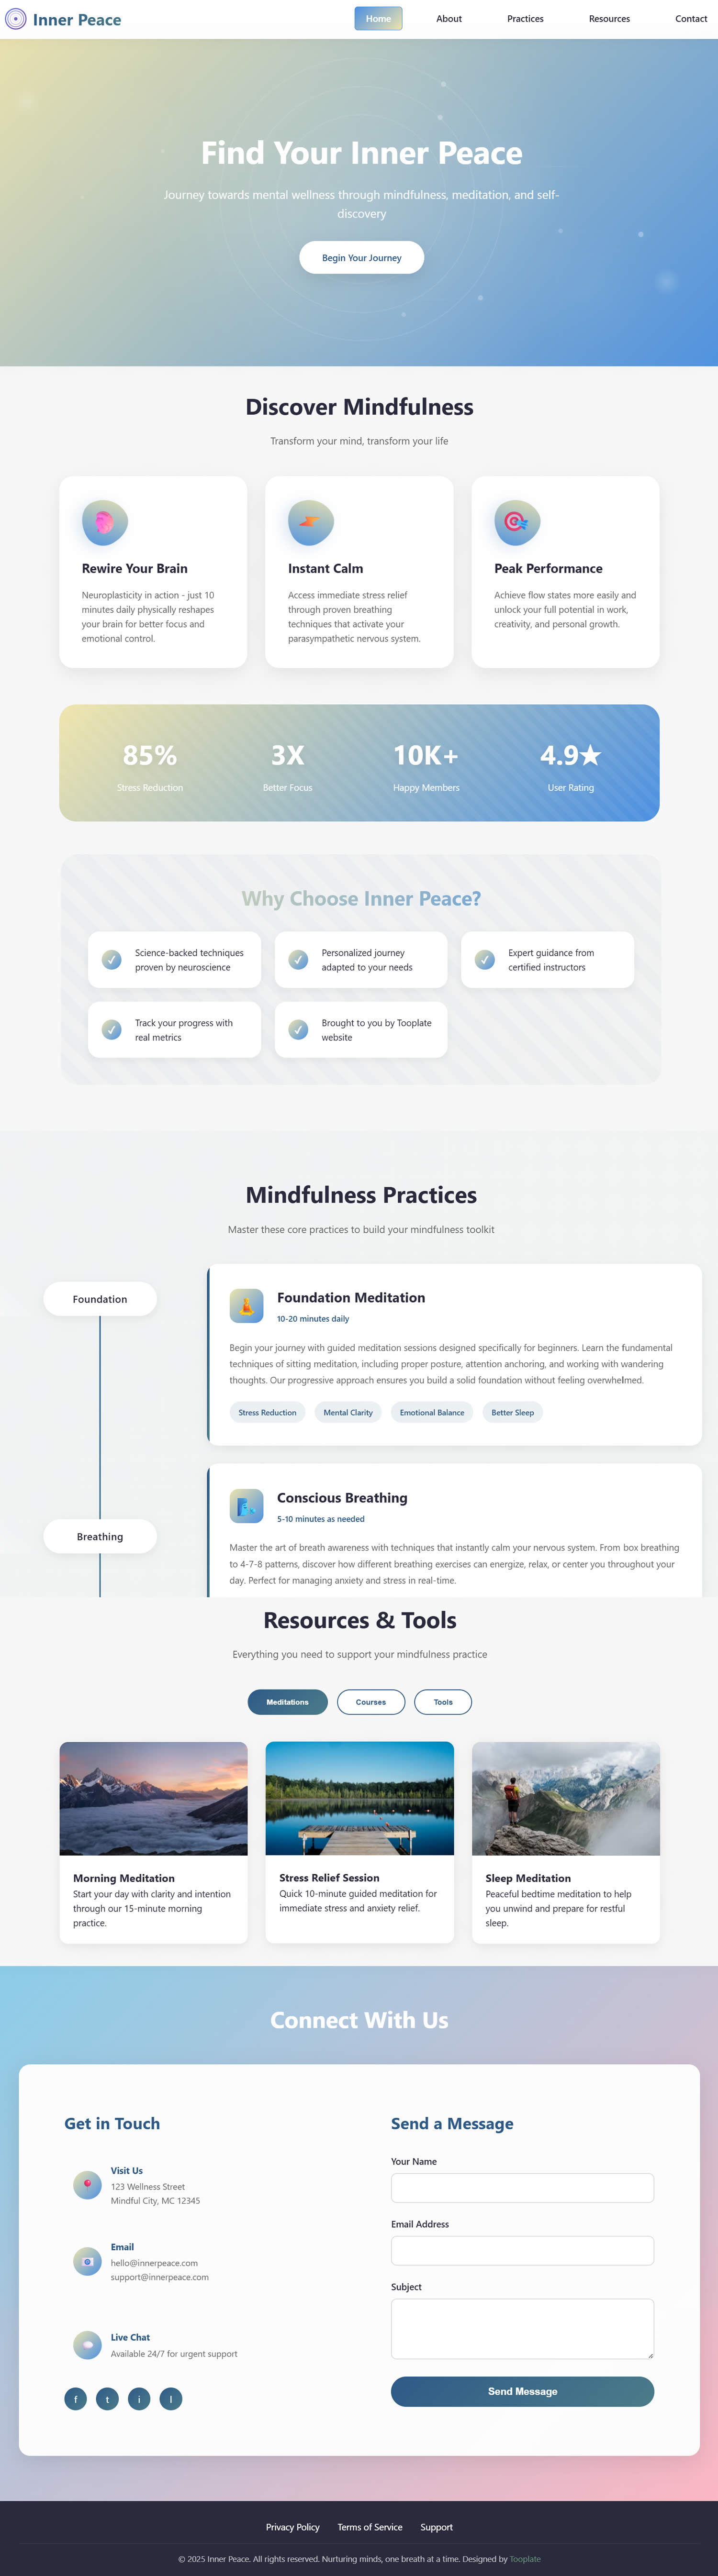 Inner Peace
Home
About
Practices
Resources
Contact
Find Your Inner Peace
Journey towards mental wellness through mindfulness, meditation, and self-
discovery
Begin Your Journey
Discover Mindfulness
Transform your mind, transform your life
Rewire Your Brain
Neuroplasticity in action - just 10
minutes daily physically reshapes
your brain for better focus and
emotional control.
Instant Calm
Access immediate stress relief
through proven breathing
techniques that activate your
parasympathetic nervous system.
Peak Performance
Achieve flow states more easily and
unlock your full potential in work,
creativity, and personal growth.
85%
Stress Reduction
3X
Better Focus
10K+
Happy Members
4.9★
User Rating
Why Choose Inner Peace?
✓
Science-backed techniques
proven by neuroscience
✓
Personalized journey
adapted to your needs
✓
Expert guidance from
certified instructors
✓
Track your progress with
real metrics
✓
Brought to you by Tooplate
website
Mindfulness Practices
Master these core practices to build your mindfulness toolkit
Foundation
Foundation Meditation
10-20 minutes daily
Begin your journey with guided meditation sessions designed specifically for beginners. Learn the fundamental
techniques of sitting meditation, including proper posture, attention anchoring, and working with wandering
thoughts. Our progressive approach ensures you build a solid foundation without feeling overwhelmed.
Stress Reduction
Mental Clarity
Emotional Balance
Better Sleep
Breathing
Conscious Breathing
5-10 minutes as needed
Master the art of breath awareness with techniques that instantly calm your nervous system. From box breathing
to 4-7-8 patterns, discover how different breathing exercises can energize, relax, or center you throughout your
day. Perfect for managing anxiety and stress in real-time.
Resources & Tools
Everything you need to support your mindfulness practice
Meditations
Courses
Tools
Morning Meditation
Start your day with clarity and intention
through our 15-minute morning
practice.
Stress Relief Session
Quick 10-minute guided meditation for
immediate stress and anxiety relief.
Sleep Meditation
Peaceful bedtime meditation to help
you unwind and prepare for restful
sleep.
Connect With Us
Get in Touch
Visit Us
123 Wellness Street
Mindful City, MC 12345
Email
hello@innerpeace.com
support@innerpeace.com
Live Chat
Available 24/7 for urgent support
f
t
i
l
Send a Message
Your Name
Email Address
Subject
Send Message
Privacy Policy
Terms of Service
Support
© 2025 Inner Peace. All rights reserved. Nurturing minds, one breath at a time. Designed by Tooplate